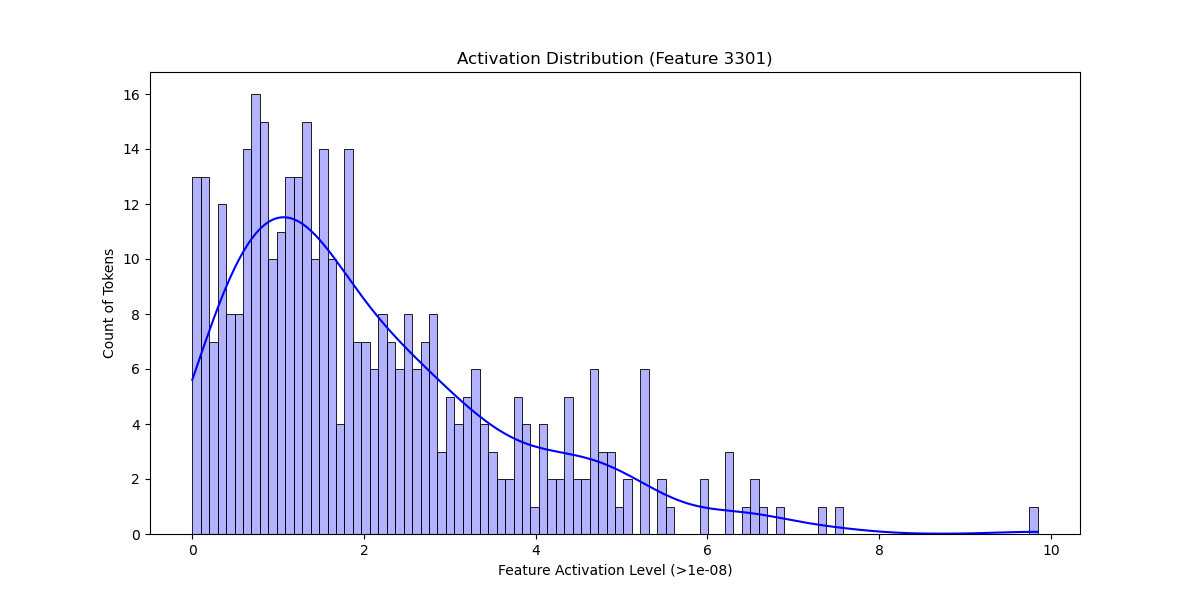 Activation Distribution (Feature 3301)
16
14
12
10
8
6
4
2
0
Count of Tokens
0 2 4 6 8 10
Feature Activation Level (>1e-08)